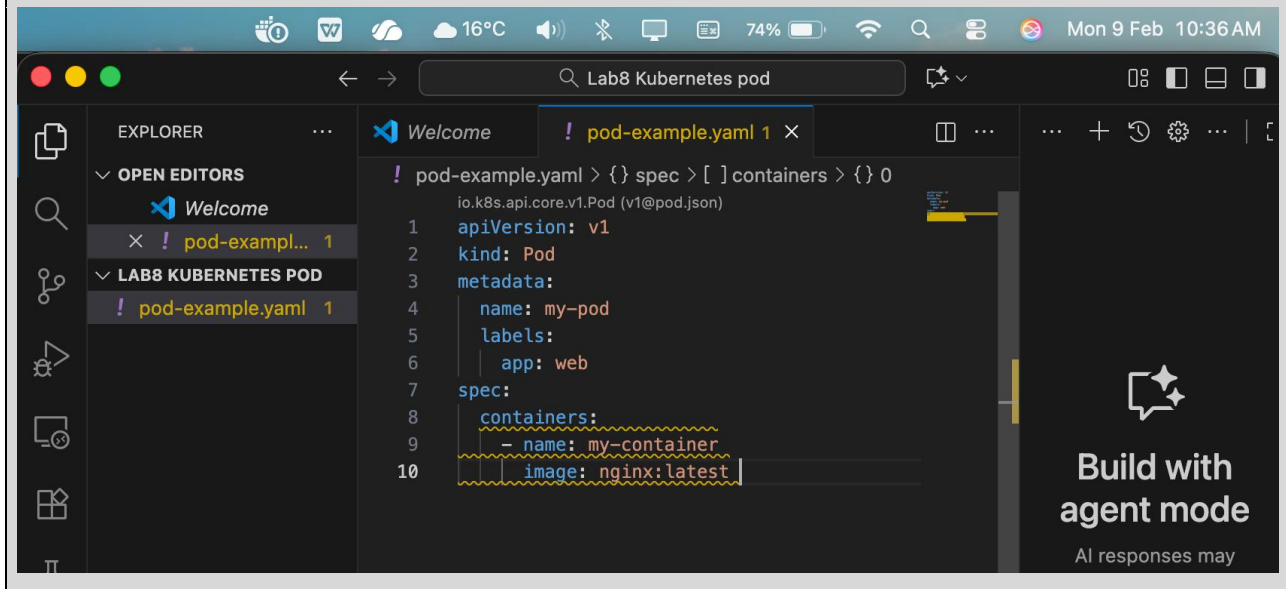 16°C 74% Mon 9 Feb 10:36 AM
Lab8 Kubernetes pod
EXPLORER ...
OPEN EDITORS
Welcome
pod-exampl... 1
LAB8 KUBERNETES POD
! pod-example.yaml 1
Welcome ! pod-example.yaml 1
! pod-example.yaml > {} spec > [ ] containers > {} 0
io.k8s.api.core.v1.Pod (v1@pod.json)
1 apiVersion: v1
2 kind: Pod
3 metadata:
4   name: my-pod
5   labels:
6     app: web
7 spec:
8   containers:
9     - name: my-container
10       image: nginx:latest
Build with
agent mode
AI responses may